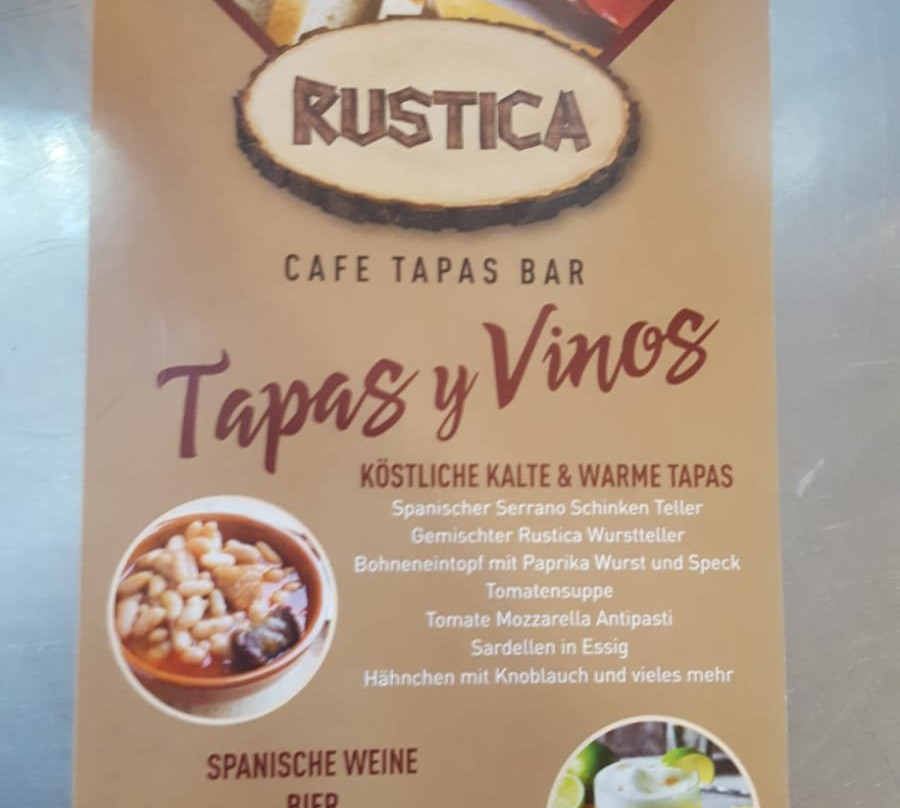 RUSTICA
CAFE TAPAS BAR
Tapas y Vinos
KÖSTLICHE KALTE & WARME TAPAS
Spanischer Serrano Schinken Teller
Gemischter Rustica Wurstteller
Bohneneintopf mit Paprika Wurst und Speck
Tomatensuppe
Tomate Mozzarella Antipasti
Sardellen in Essig
Hähnchen mit Knoblauch und vieles mehr
SPANISCHE WEINE
BIER